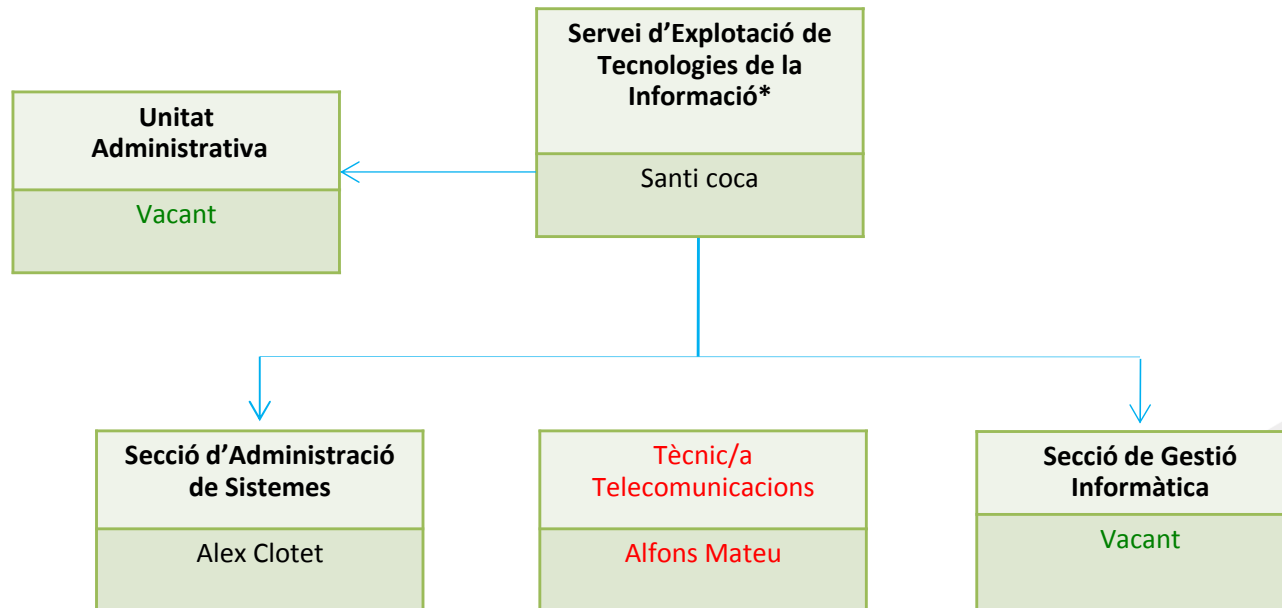 Servei d’Explotació de
Tecnologies de la
Informació*
Santi coca
Unitat
Administrativa
Vacant
Secció d’Administració
de Sistemes
Alex Clotet
Tècnic/a
Telecomunicacions
Alfons Mateu
Secció de Gestió
Informàtica
Vacant